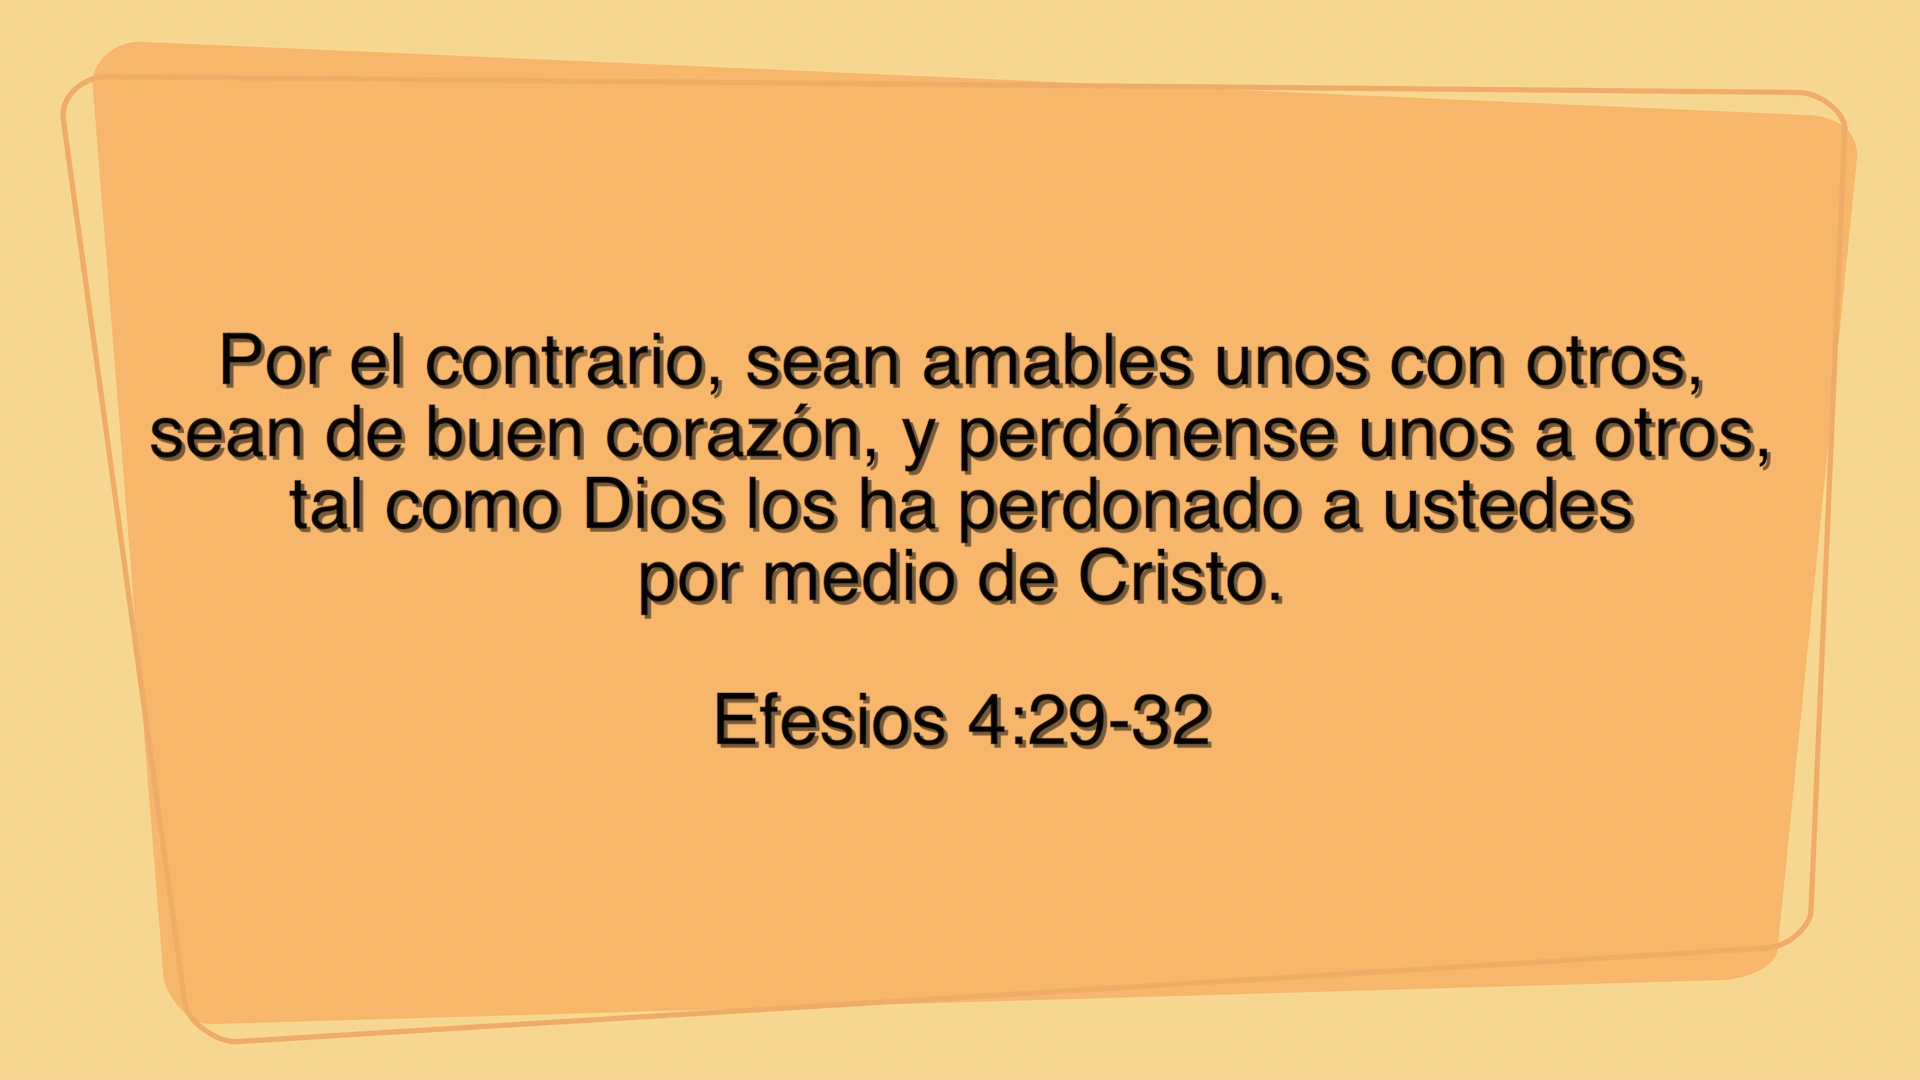 Por el contrario, sean amables unos con otros,
sean de buen corazón, y perdónense unos a otros,
tal como Dios los ha perdonado a ustedes
por medio de Cristo.
Efesios 4:29-32